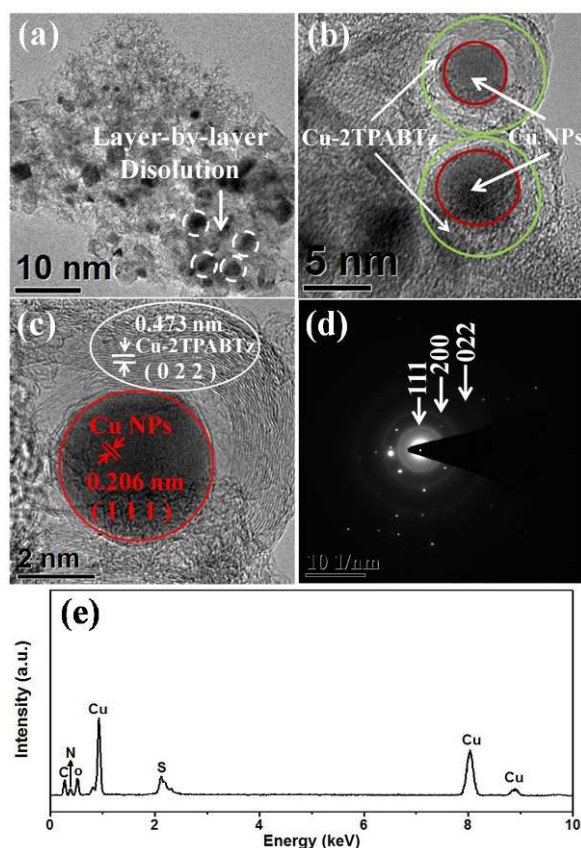 (a)
Layer-by-layer
Disolution
10 nm
(b)
Cu-2TPABTz
Cu NPs
5 nm
(c)
0.473 nm
Cu-2TPABTz
( 0 2 2 )
Cu NPs
0.206 nm
( 1 1 1 )
2 nm
(d)
111
200
022
10 1/nm
(e)
Intensity (a.u.)
C
N
o
Cu
S
Cu
Cu
0 2 4 6 8 10
Energy (keV)